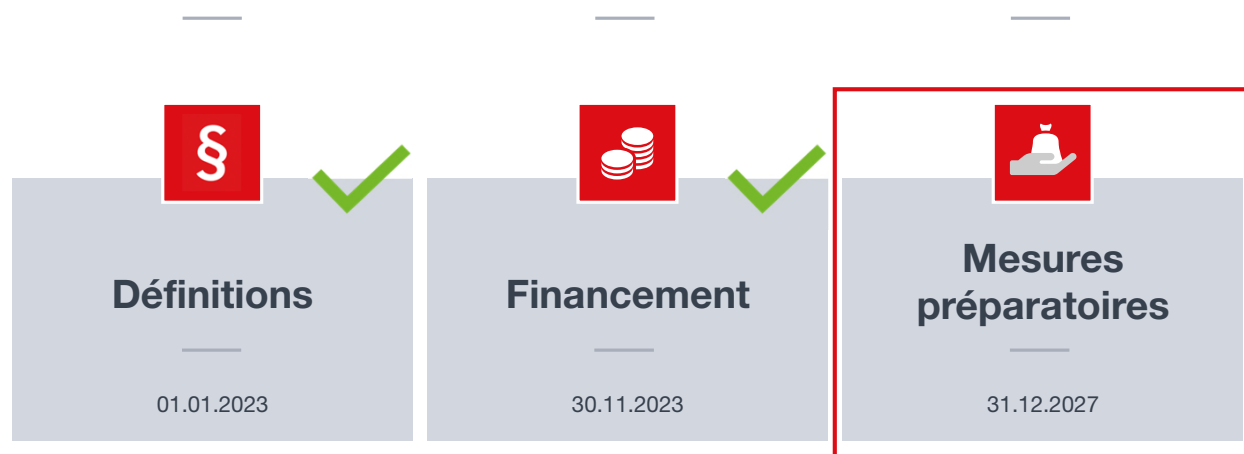 §
Définitions
01.01.2023
Financement
30.11.2023
Mesures
préparatoires
31.12.2027